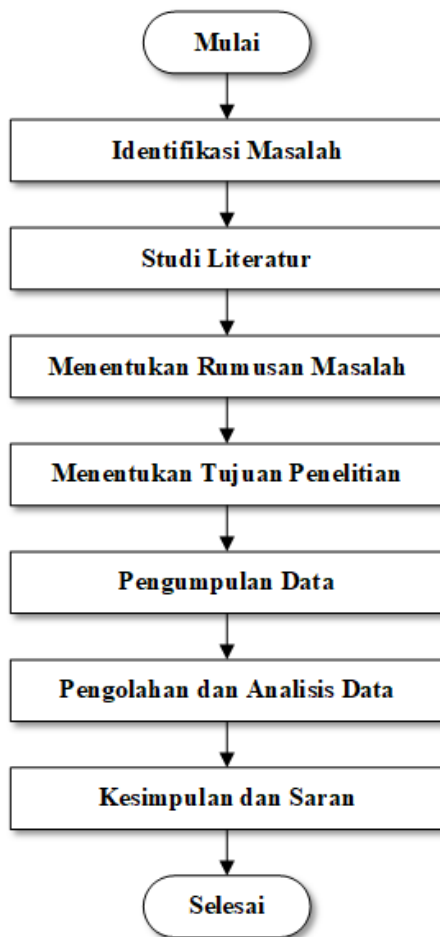 Mulai
Identifikasi Masalah
Studi Literatur
Menentukan Rumusan Masalah
Menentukan Tujuan Penelitian
Pengumpulan Data
Pengolahan dan Analisis Data
Kesimpulan dan Saran
Selesai